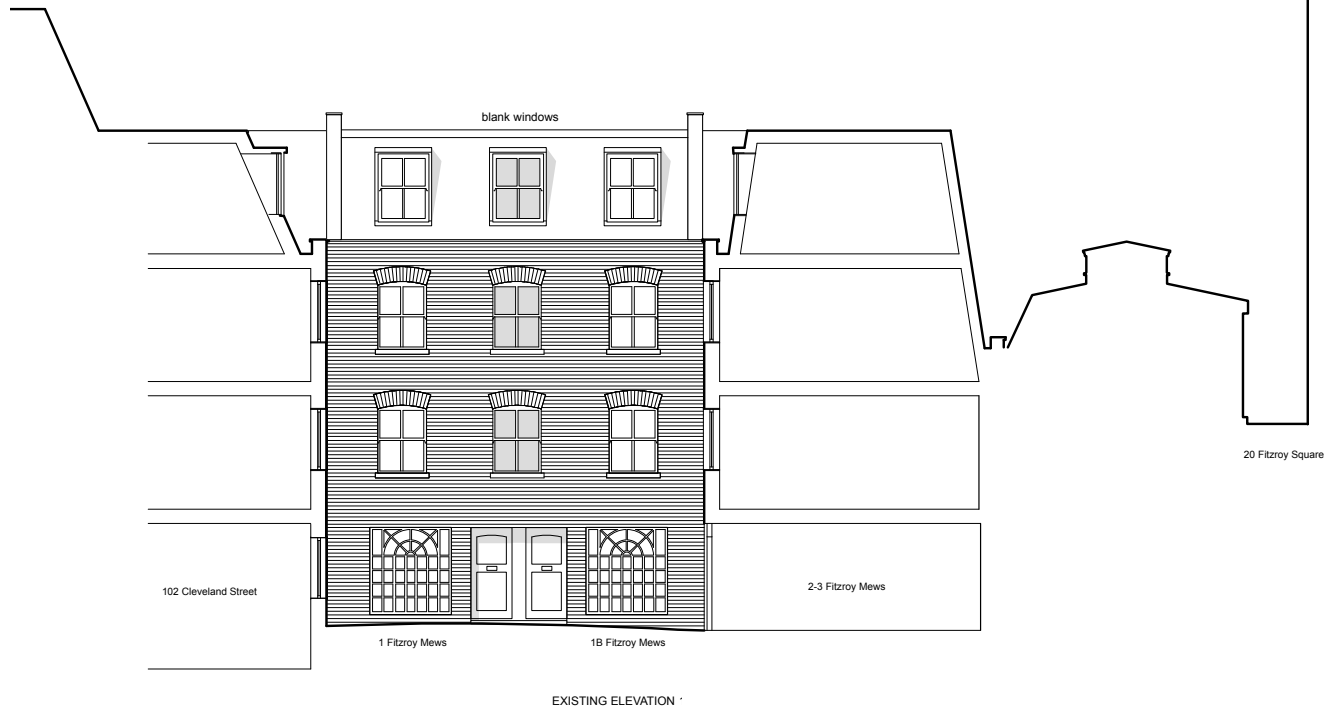 blank windows
20 Fitzroy Square
102 Cleveland Street
2-3 Fitzroy Mews
1 Fitzroy Mews
1B Fitzroy Mews
EXISTING ELEVATION